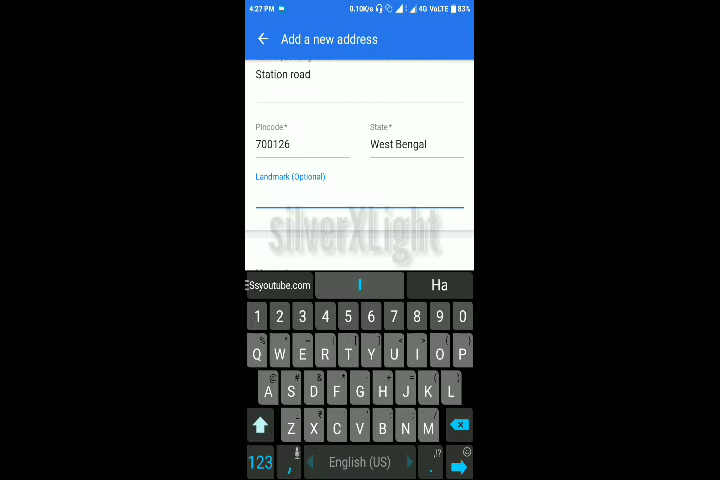 4:27 PM 0.10K/s 4G VoLTE 83%
Add a new address
Station road
Pincode* State*
700126 West Bengal
Landmark (Optional)
silverXLight
Ssyoutube.com I Ha
1 2 3 4 5 6 7 8 9 0
Q W E R T Y U I O P
A S D F G H J K L
Z X C V B N M
123 , English (US) . ,!?